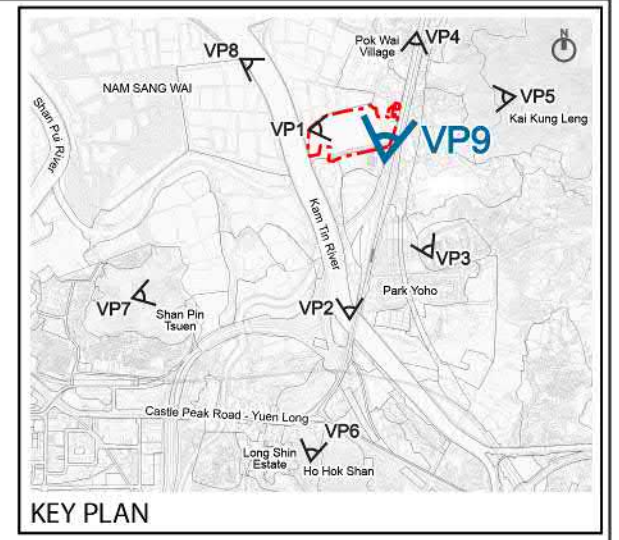 Pok Wai
Village
VP4
N
VP8
NAM SANG WAI
VP5
Kai Kung Leng
Shan Pui River
VP1
VP9
Kam Tin River
VP3
Park Yoho
VP2
VP7
Shan Pin
Tsuen
Castle Peak Road - Yuen Long
VP6
Long Shin
Estate
Ho Hok Shan
KEY PLAN